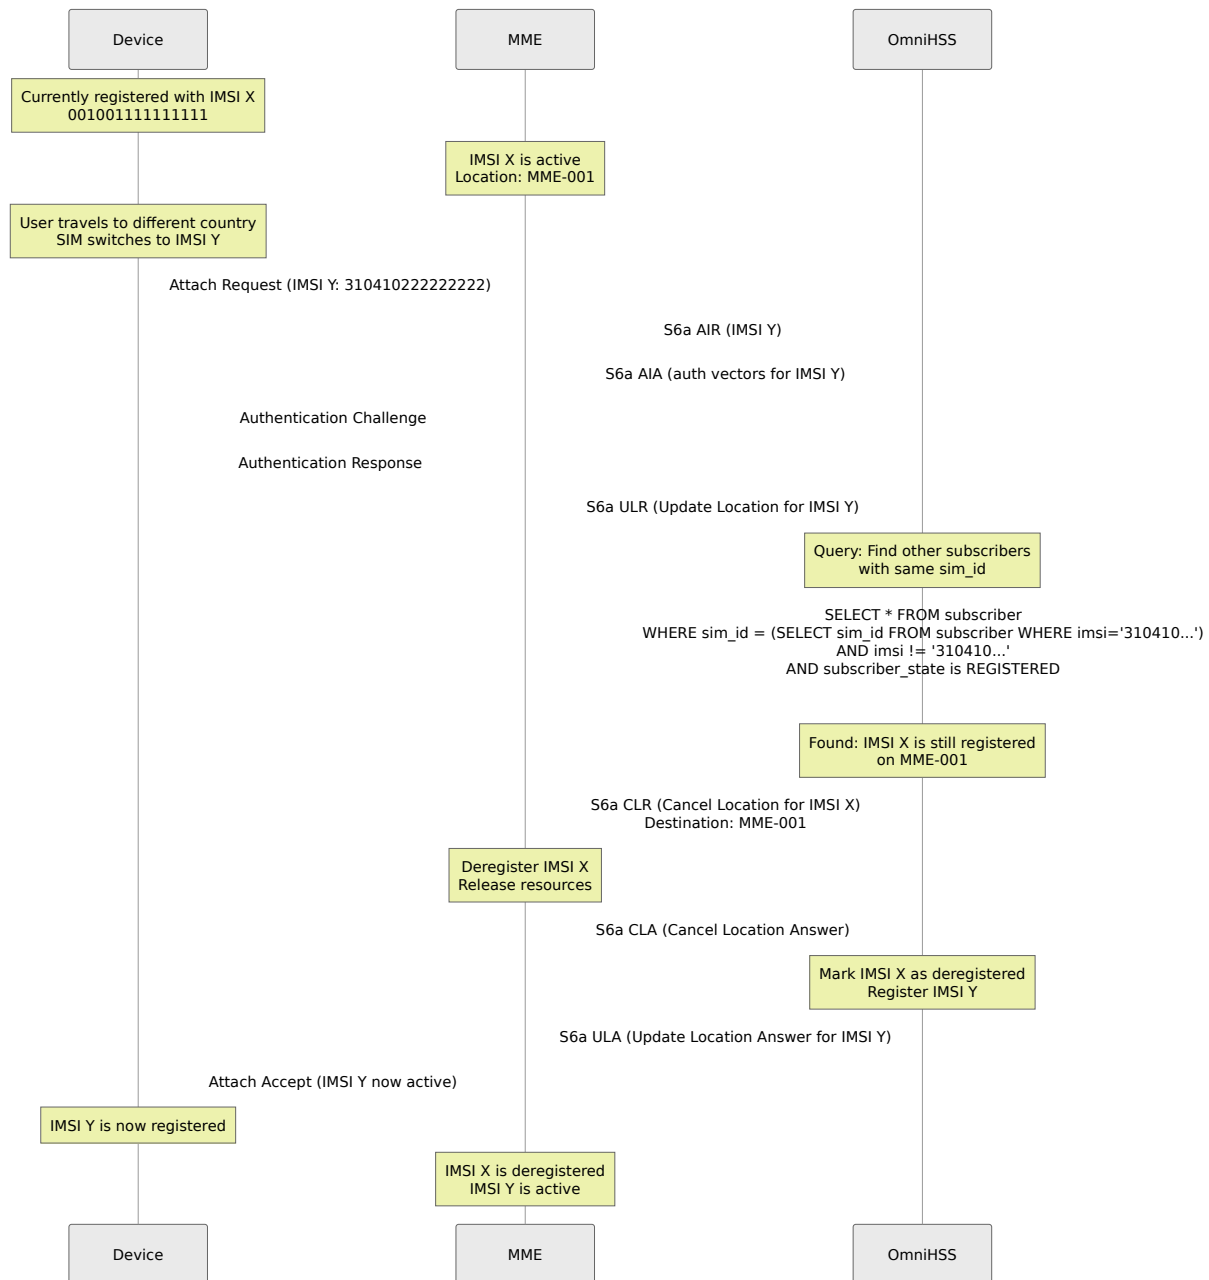 Device
MME
OmniHSS
Currently registered with IMSI X
001001111111111
IMSI X is active
Location: MME-001
User travels to different country
SIM switches to IMSI Y
Attach Request (IMSI Y: 310410222222222)
S6a AIR (IMSI Y)
S6a AIA (auth vectors for IMSI Y)
Authentication Challenge
Authentication Response
S6a ULR (Update Location for IMSI Y)
Query: Find other subscribers
with same sim_id
SELECT * FROM subscriber
WHERE sim_id = (SELECT sim_id FROM subscriber WHERE imsi='310410...')
AND imsi != '310410...'
AND subscriber_state is REGISTERED
Found: IMSI X is still registered
on MME-001
S6a CLR (Cancel Location for IMSI X)
Destination: MME-001
Deregister IMSI X
Release resources
S6a CLA (Cancel Location Answer)
Mark IMSI X as deregistered
Register IMSI Y
S6a ULA (Update Location Answer for IMSI Y)
Attach Accept (IMSI Y now active)
IMSI Y is now registered
IMSI X is deregistered
IMSI Y is active
Device
MME
OmniHSS